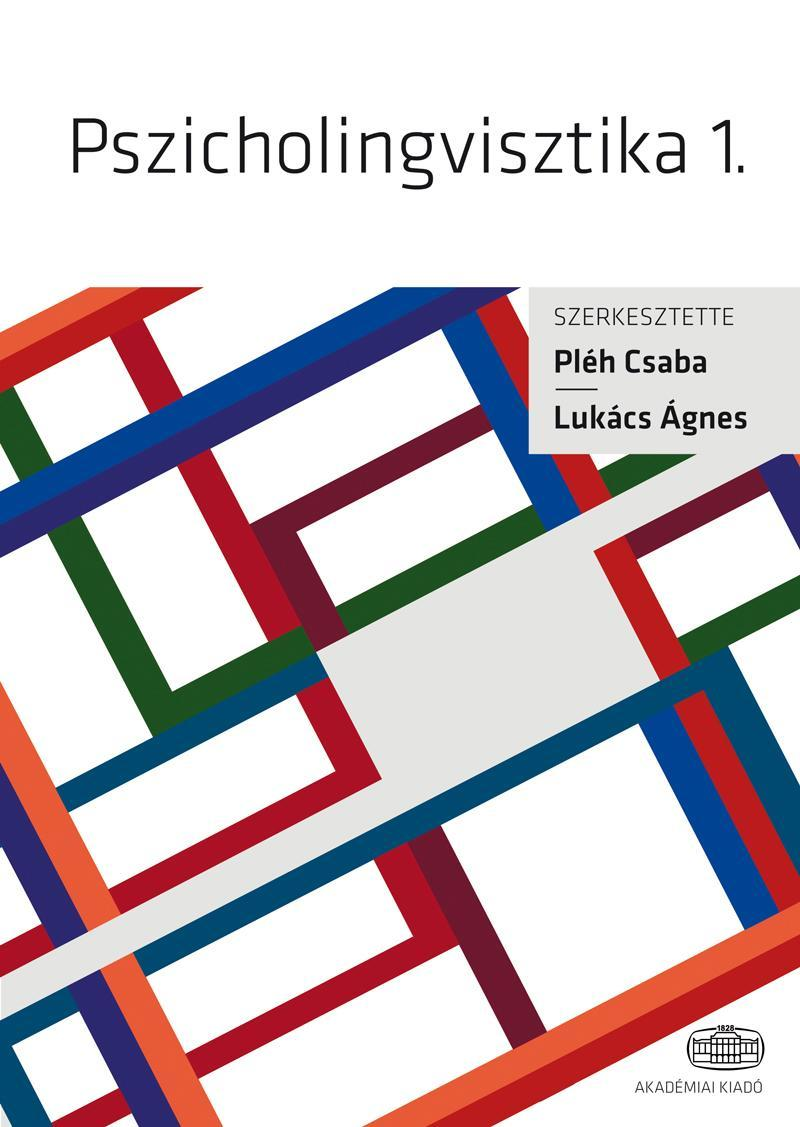 Pszicholingvisztika 1.
SZERKESZTETTE
Pléh Csaba
Lukács Ágnes
1828
AKADÉMIAI KIADÓ